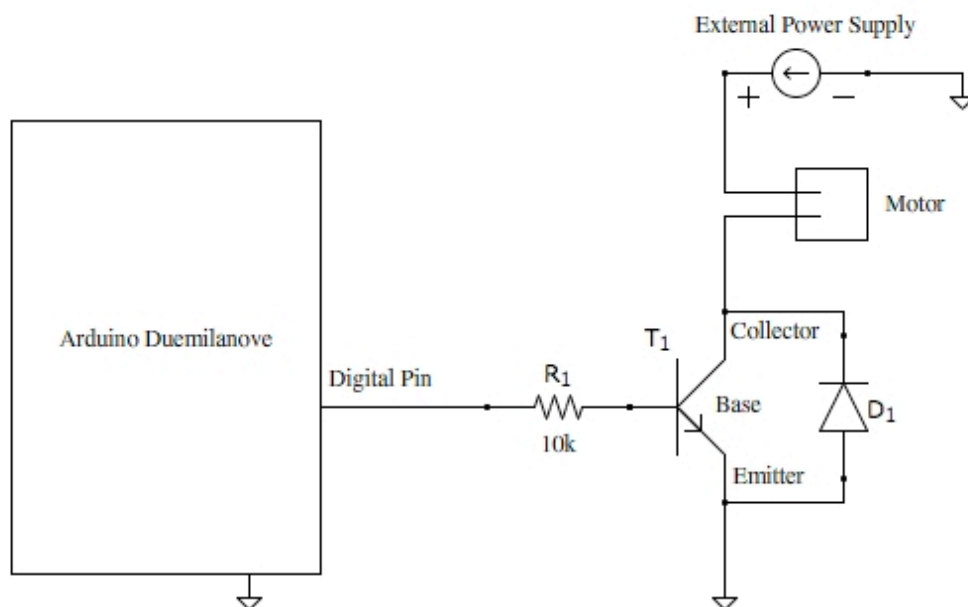 External Power Supply
+ −
Motor
Arduino Duemilanove
Digital Pin
R1
10k
T1
Collector
Base
D1
Emitter